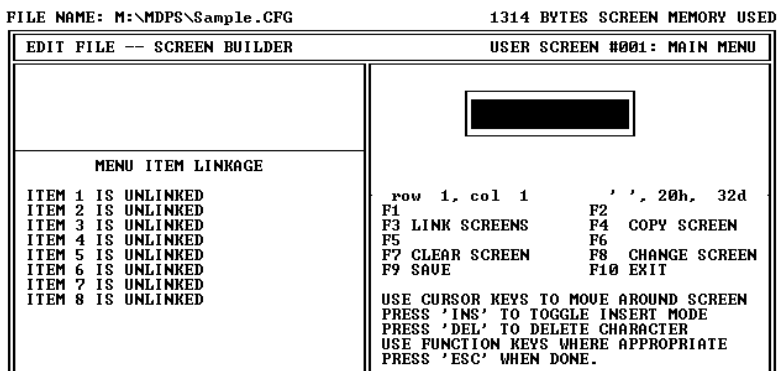 FILE NAME: M:\MDPS\Sample.CFG 1314 BYTES SCREEN MEMORY USED
EDIT FILE -- SCREEN BUILDER USER SCREEN #001: MAIN MENU
MENU ITEM LINKAGE
ITEM 1 IS UNLINKED
ITEM 2 IS UNLINKED
ITEM 3 IS UNLINKED
ITEM 4 IS UNLINKED
ITEM 5 IS UNLINKED
ITEM 6 IS UNLINKED
ITEM 7 IS UNLINKED
ITEM 8 IS UNLINKED
row 1, col 1 ' ', 20h, 32d
F1 F2
F3 LINK SCREENS F4 COPY SCREEN
F5 F6
F7 CLEAR SCREEN F8 CHANGE SCREEN
F9 SAVE F10 EXIT
USE CURSOR KEYS TO MOVE AROUND SCREEN
PRESS 'INS' TO TOGGLE INSERT MODE
PRESS 'DEL' TO DELETE CHARACTER
USE FUNCTION KEYS WHERE APPROPRIATE
PRESS 'ESC' WHEN DONE.